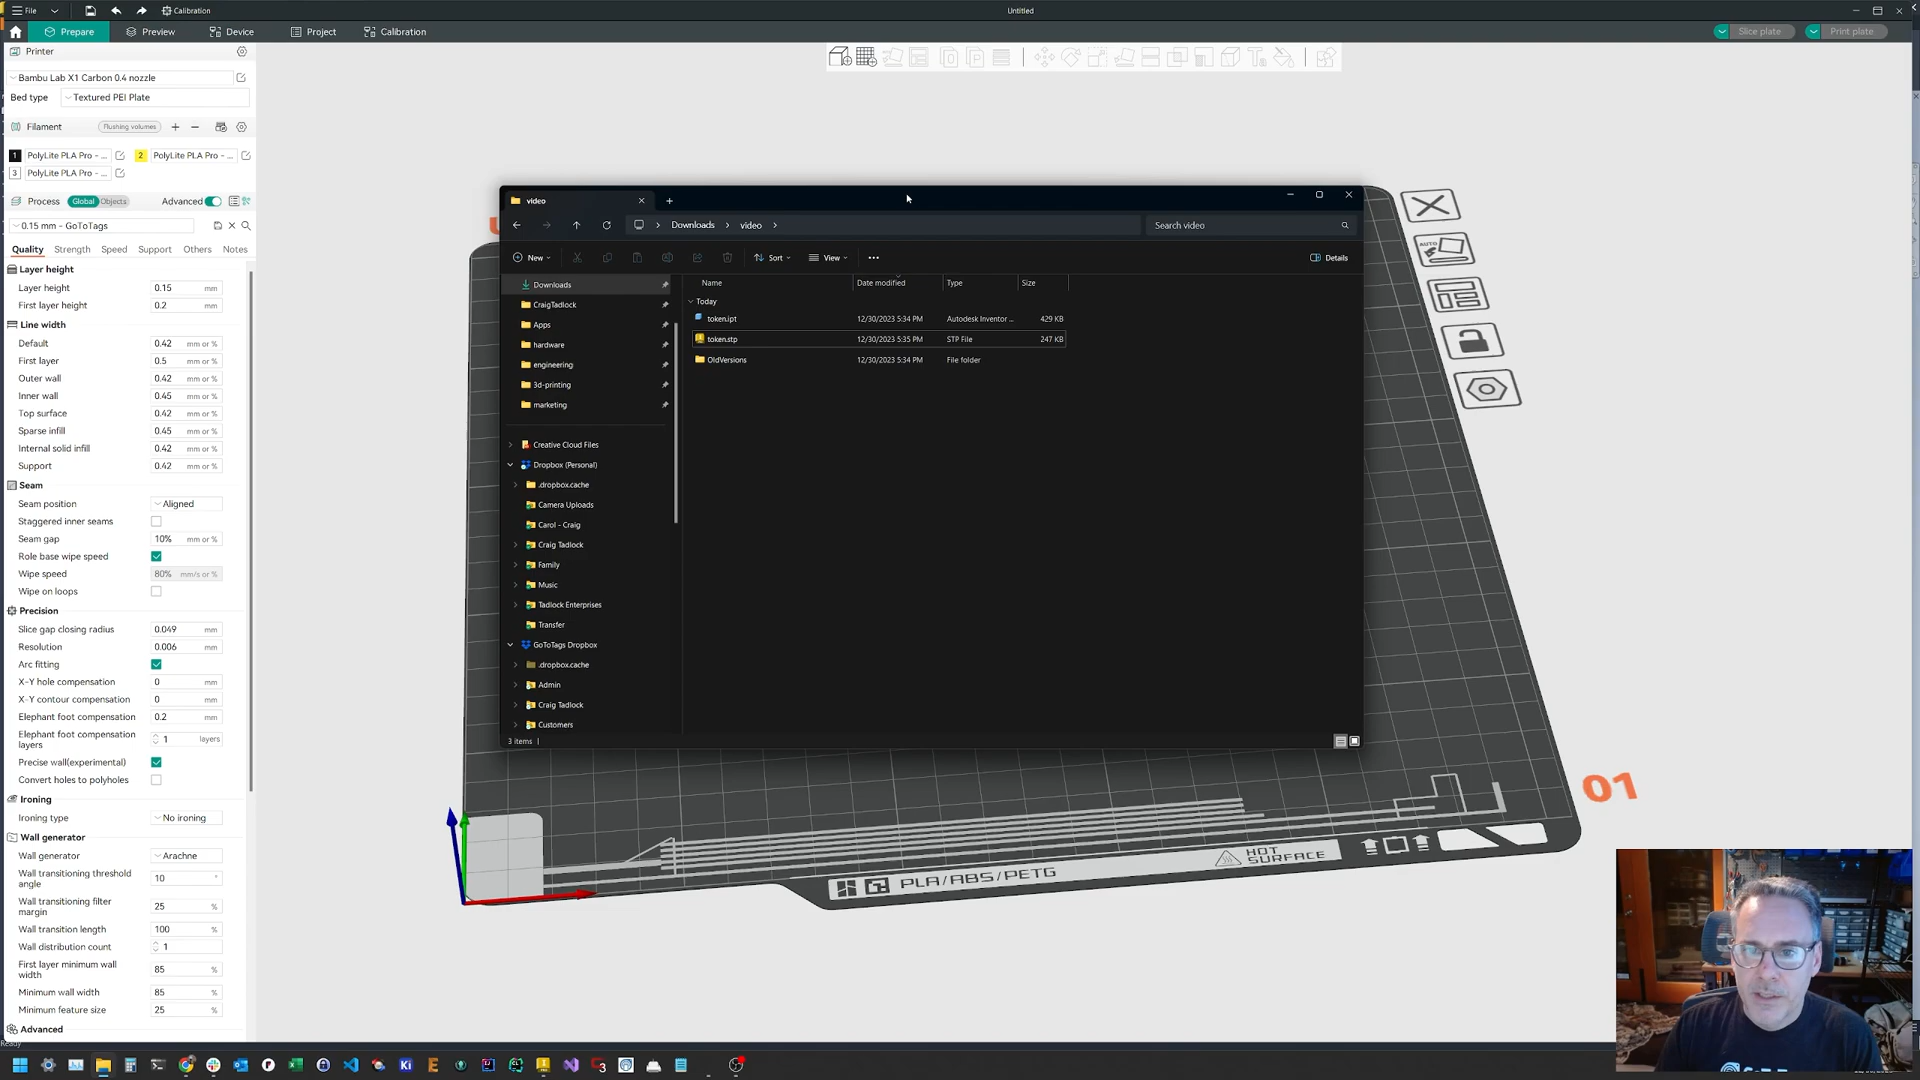 File
Calibration
Untitled
Prepare
Preview
Device
Project
Calibration
Slice plate
Print plate
Printer
Bambu Lab X1 Carbon 0.4 nozzle
Bed type
Textured PEI Plate
Filament
Flushing volumes
1 PolyLite PLA Pro - ...
2 PolyLite PLA Pro - ...
3 PolyLite PLA Pro - ...
Process
Global
Objects
Advanced
0.15 mm - GoToTags
Quality
Strength
Speed
Support
Others
Notes
Layer height
Layer height 0.15 mm
First layer height 0.2 mm
Line width
Default 0.42 mm or %
First layer 0.5 mm or %
Outer wall 0.42 mm or %
Inner wall 0.45 mm or %
Top surface 0.42 mm or %
Sparse infill 0.45 mm or %
Internal solid infill 0.42 mm or %
Support 0.42 mm or %
Seam
Seam position Aligned
Staggered inner seams
Seam gap 10% mm or %
Role base wipe speed
Wipe speed 80% mm/s or %
Wipe on loops
Precision
Slice gap closing radius 0.049 mm
Resolution 0.006 mm
Arc fitting
X-Y hole compensation 0 mm
X-Y contour compensation 0 mm
Elephant foot compensation 0.2 mm
Elephant foot compensation
layers 1 layers
Precise wall(experimental)
Convert holes to polyholes
Ironing
Ironing type No ironing
Wall generator
Wall generator Arachne
Wall transitioning threshold
angle 10 °
Wall transitioning filter
margin 25 %
Wall transition length 100 %
Wall distribution count 1
First layer minimum wall
width 85 %
Minimum wall width 85 %
Minimum feature size 25 %
Advanced
Ready
video
Downloads
video
Search video
New
Sort
View
Details
Name
Date modified
Type
Size
Today
token.ipt 12/30/2023 5:34 PM Autodesk Inventor ... 429 KB
token.stp 12/30/2023 5:35 PM STP File 247 KB
OldVersions 12/30/2023 5:34 PM File folder
Downloads
CraigTadlock
Apps
hardware
engineering
3d-printing
marketing
Creative Cloud Files
Dropbox (Personal)
.dropbox.cache
Camera Uploads
Carol - Craig
Craig Tadlock
Family
Music
Tadlock Enterprises
Transfer
GoToTags Dropbox
.dropbox.cache
Admin
Craig Tadlock
Customers
3 items
AUTO
01
PLA/ABS/PETG
HOT
SURFACE
Ki